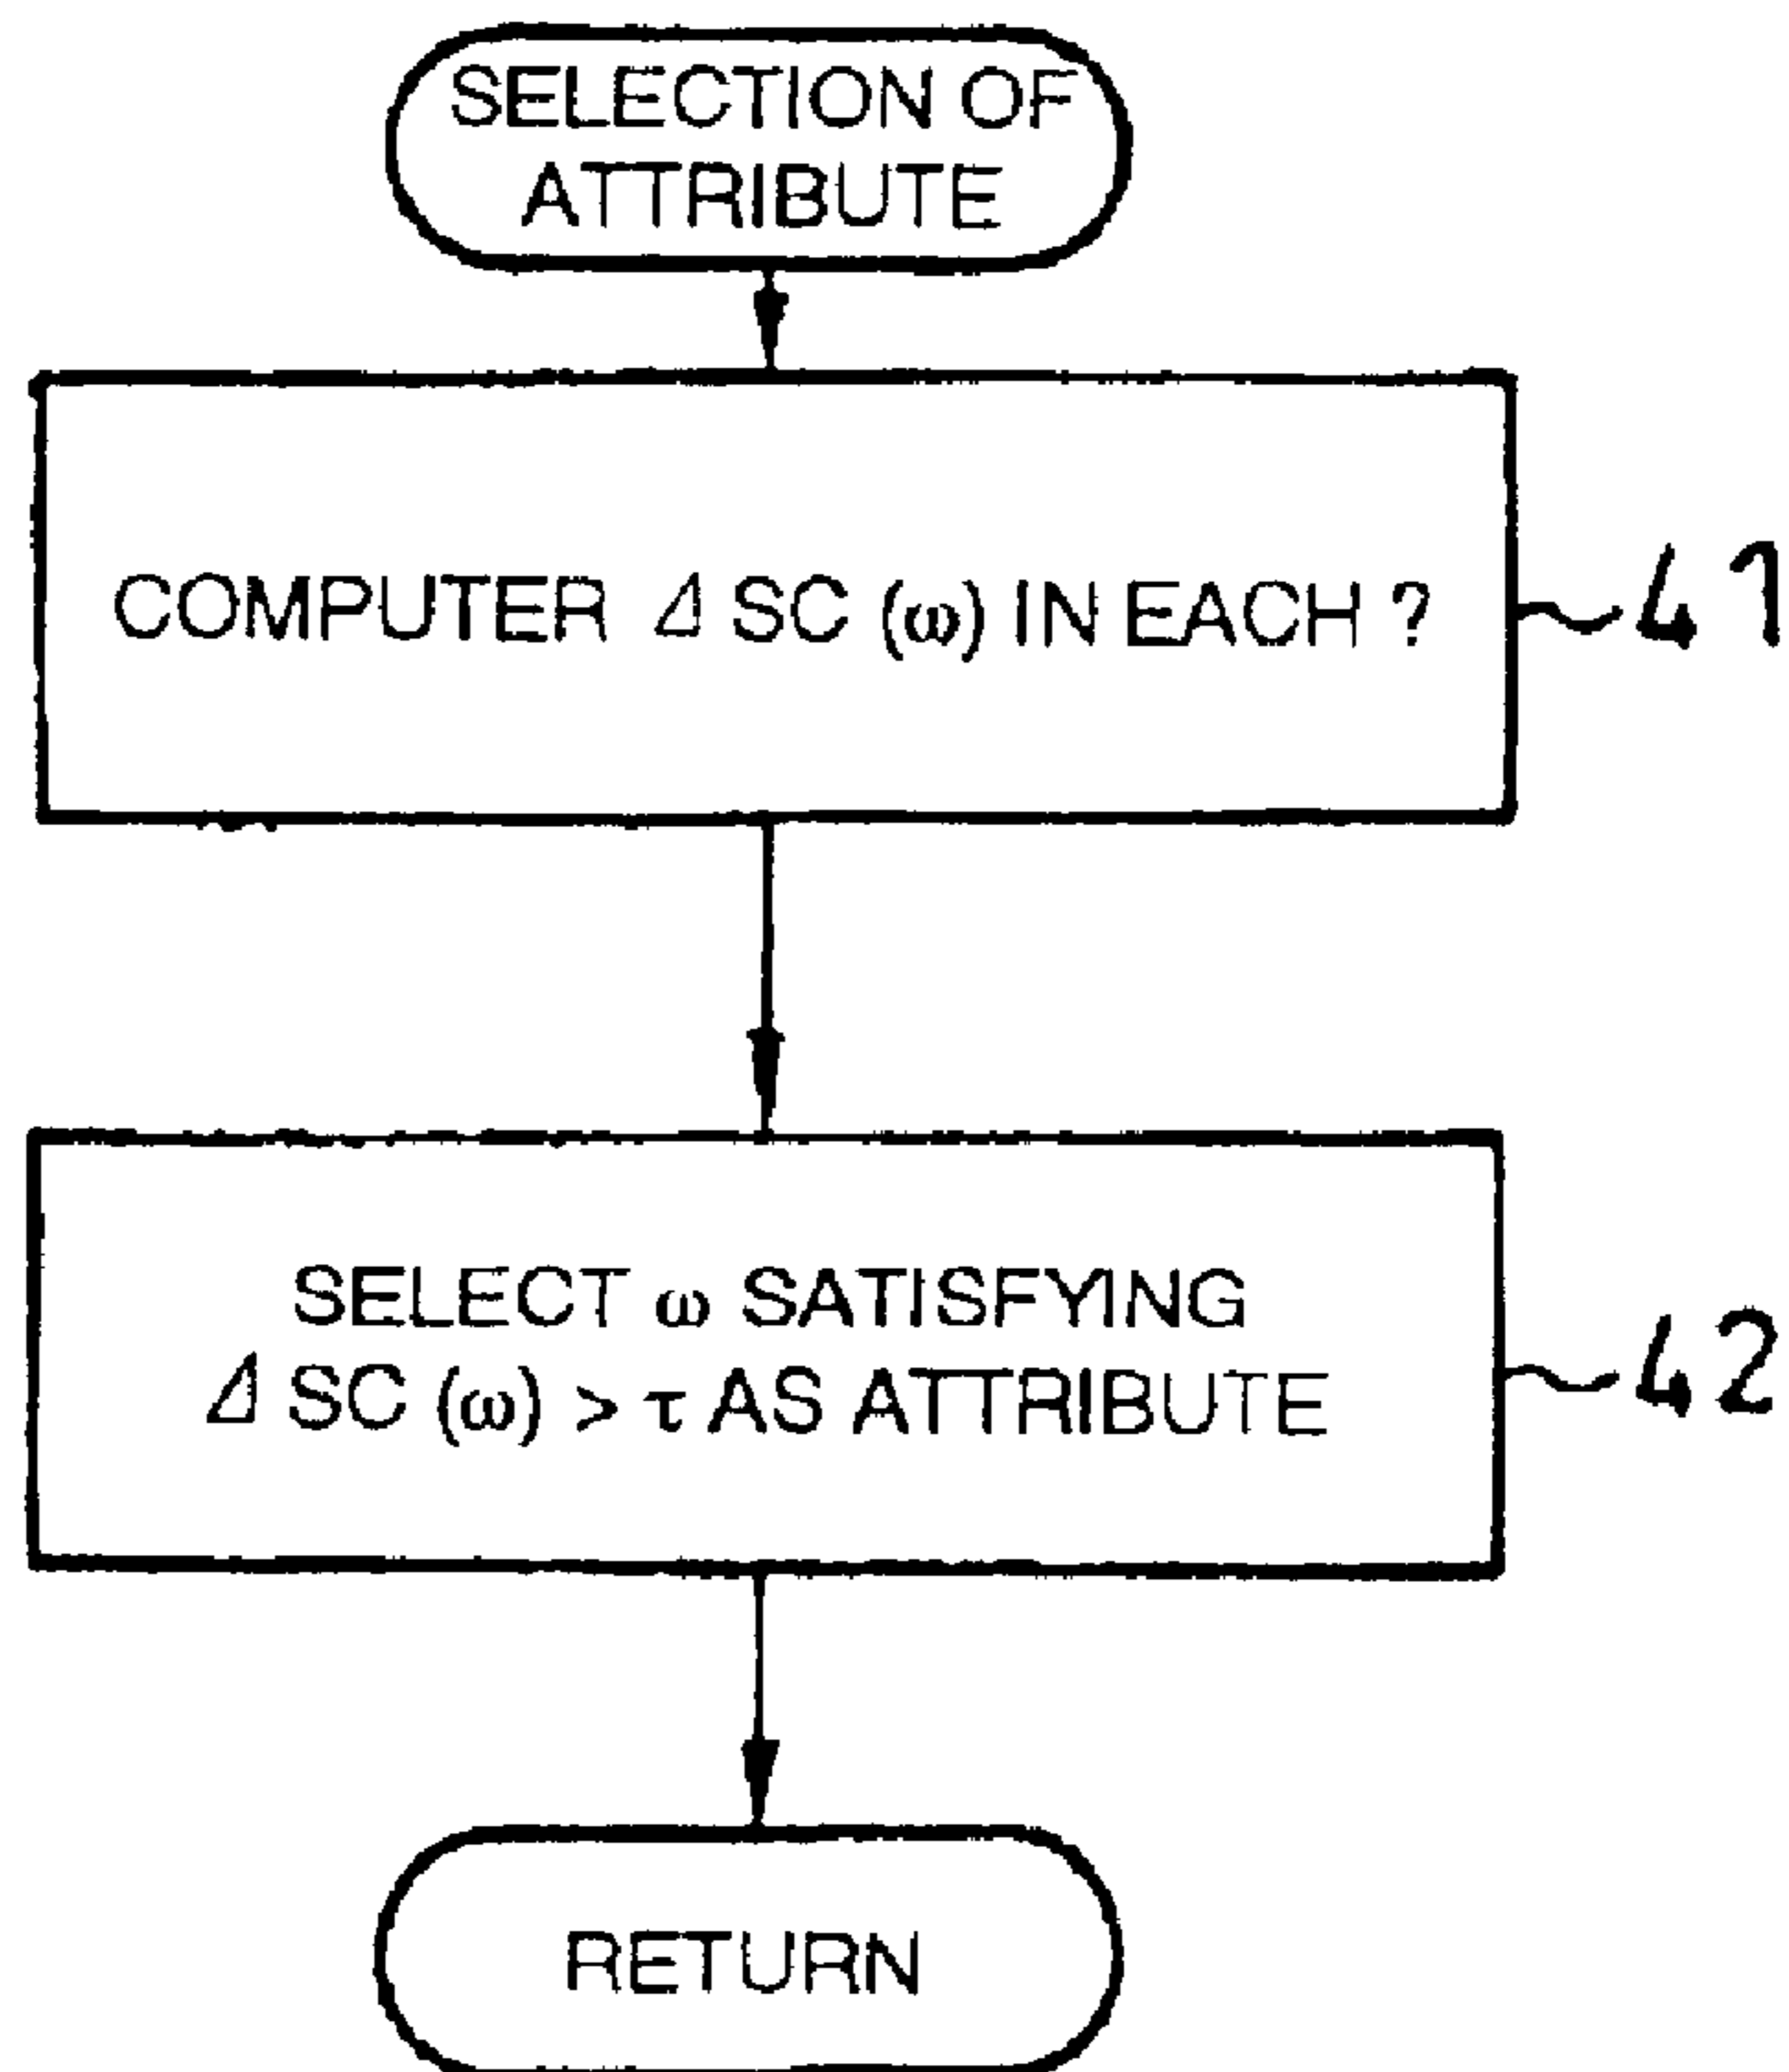 SELECTION OF
ATTRIBUTE
COMPUTER Δ SC (ω) IN EACH ?
41
SELECT ω SATISFYING
Δ SC (ω) > τ AS ATTRIBUTE
42
RETURN